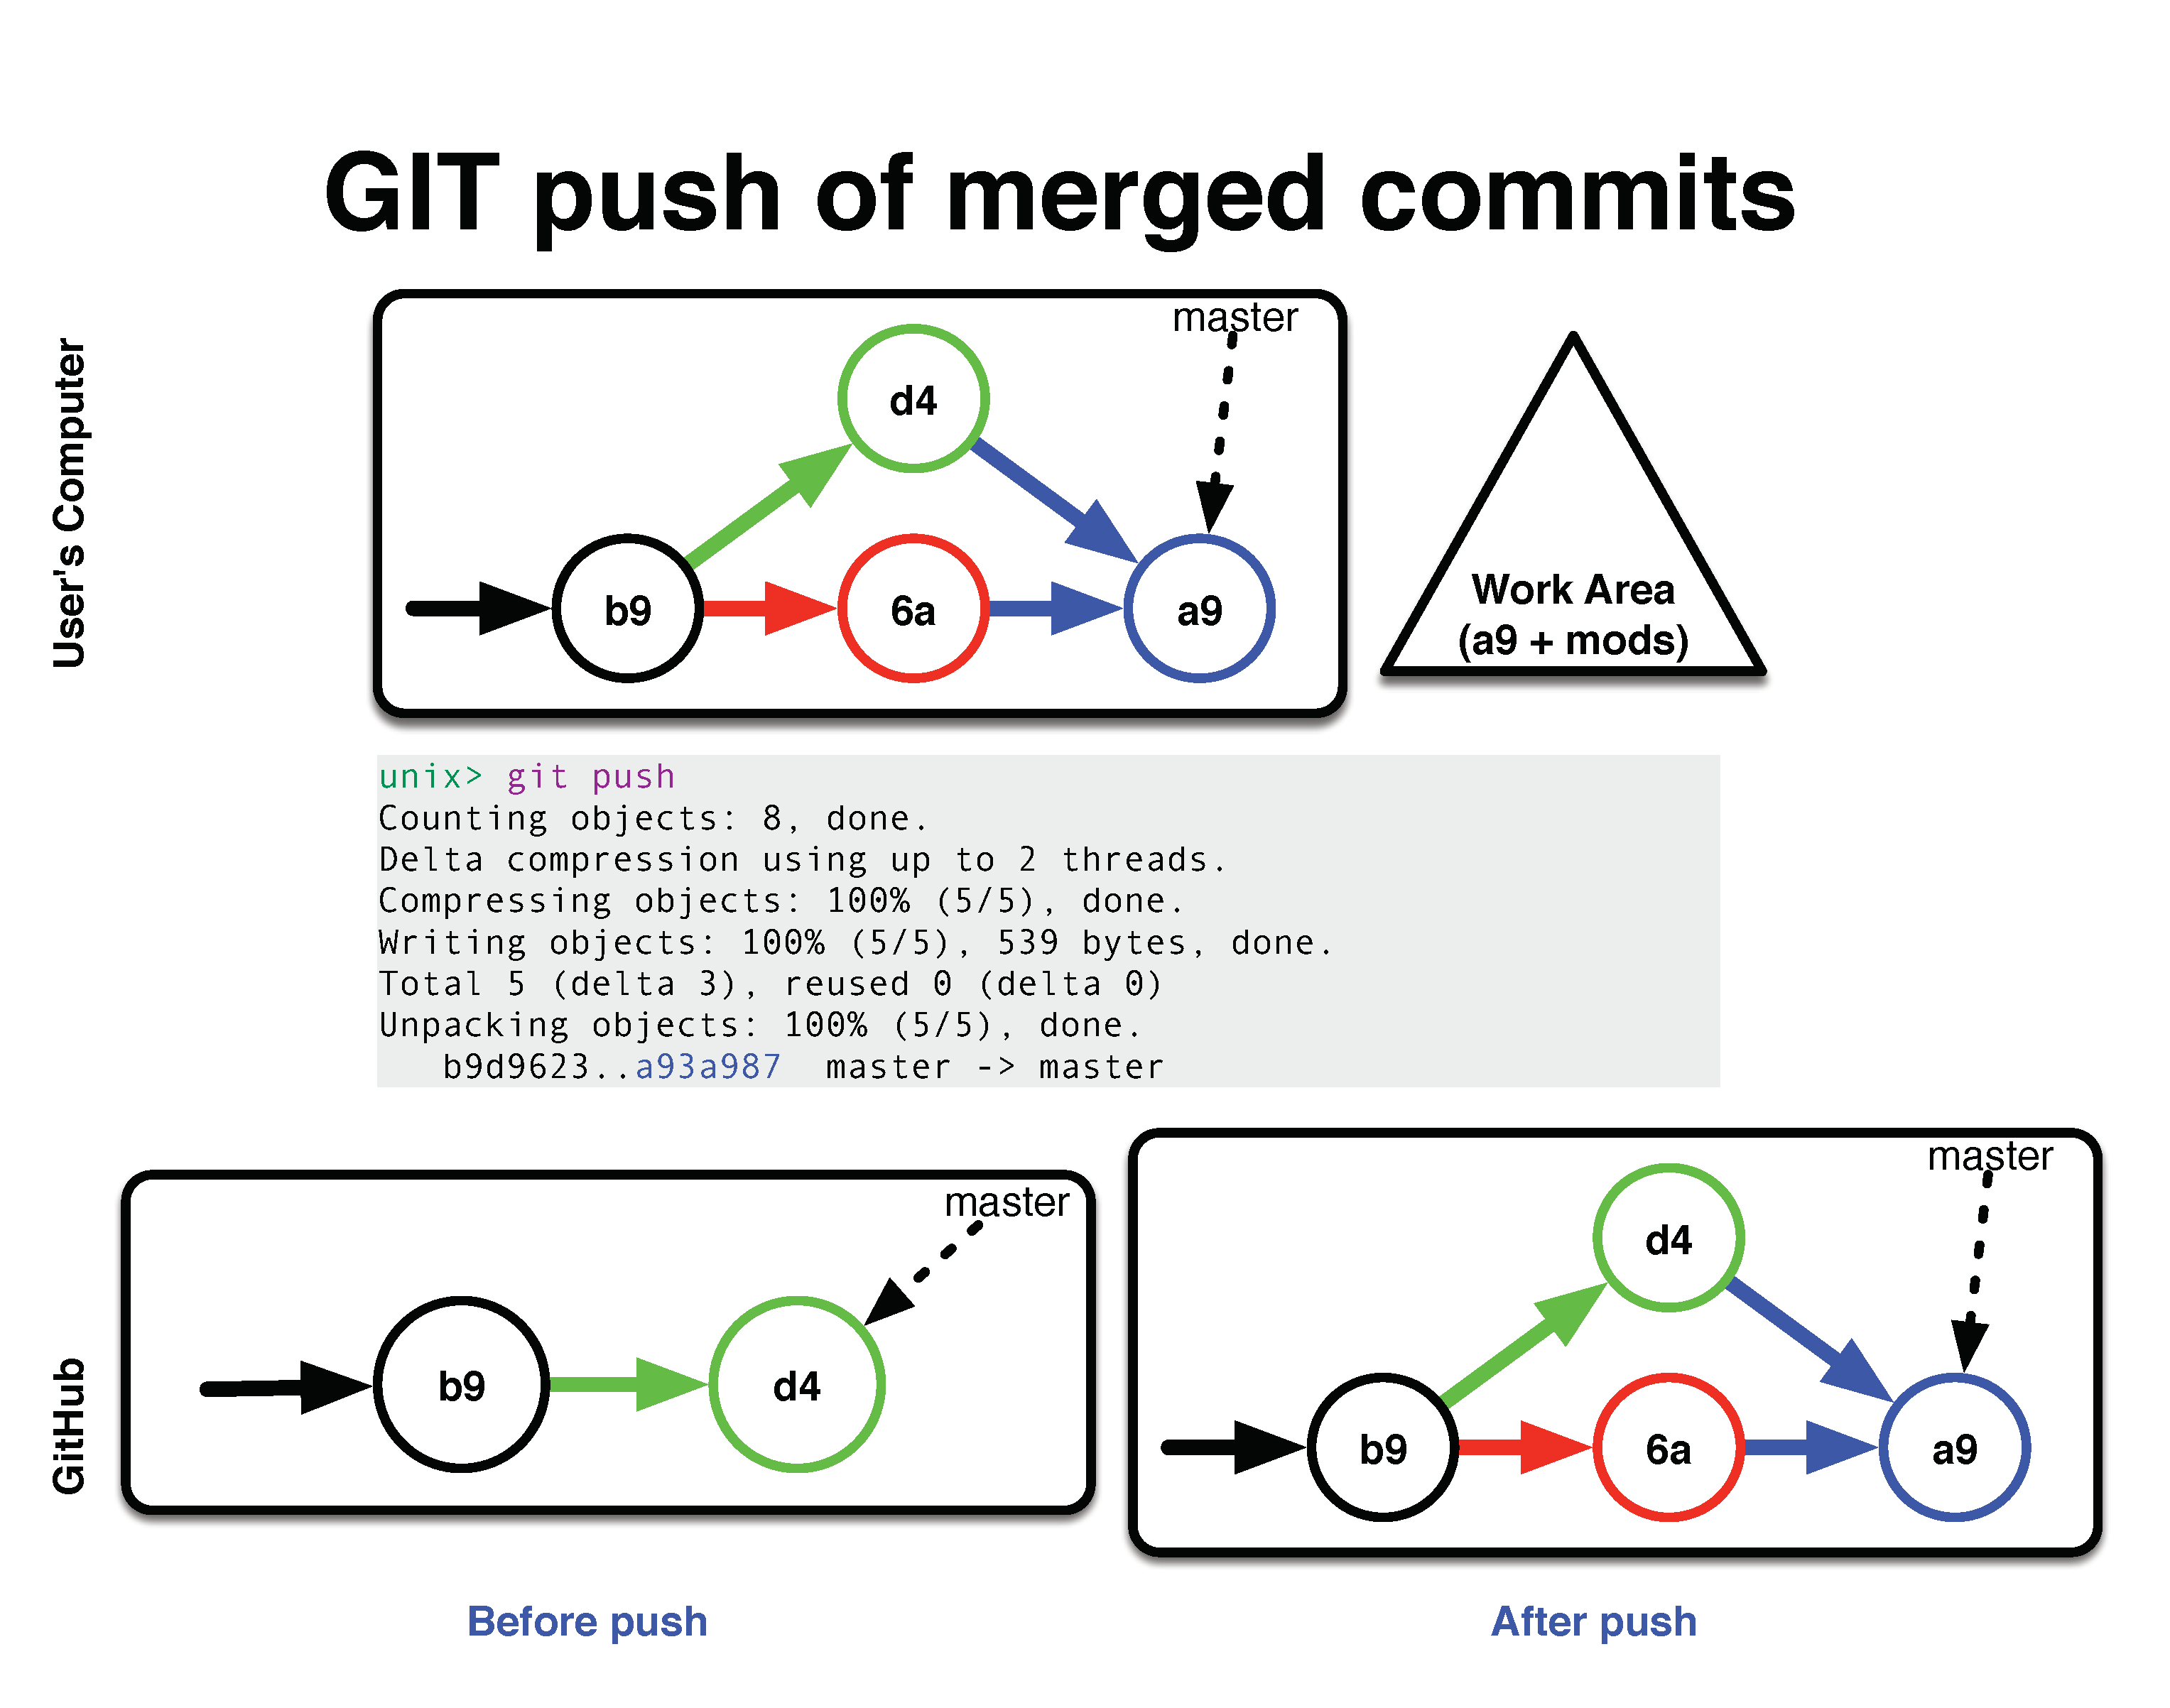 GIT push of merged commits
User's Computer
master
d4
b9
6a
a9
Work Area
(a9 + mods)
unix> git push
Counting objects: 8, done.
Delta compression using up to 2 threads.
Compressing objects: 100% (5/5), done.
Writing objects: 100% (5/5), 539 bytes, done.
Total 5 (delta 3), reused 0 (delta 0)
Unpacking objects: 100% (5/5), done.
b9d9623..a93a987  master -> master
GitHub
master
b9
d4
master
d4
b9
6a
a9
Before push
After push